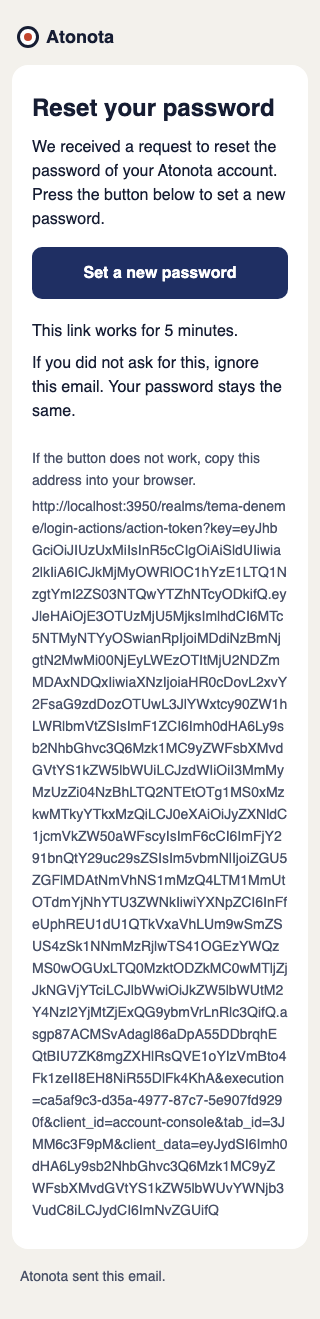 Atonota
Reset your password
We received a request to reset the
password of your Atonota account.
Press the button below to set a new
password.
Set a new password
This link works for 5 minutes.
If you did not ask for this, ignore
this email. Your password stays the
same.
If the button does not work, copy this
address into your browser.
http://localhost:3950/realms/tema-denem
e/login-actions/action-token?key=eyJhb
GciOiJIUzUxMiIsInR5cCIgOiAiSldUIiwia
2lkIiA6ICJkMjMyOWRlOC1hYzE1LTQ1N
zgtYmI2ZS03NTQwYTZhNTcyODkifQ.ey
JleHAiOjE3OTUzMjU5MjksImlhdCI6MTc
5NTMyNTYyOSwianRpIjoiMDdiNzBmNj
gtN2MwMi00NjEyLWEzOTItMjU2NDZm
MDAxNDQxIiwiaXNzIjoiaHR0cDovL2xvY
2FsaG9zdDozOTUwL3JlYWxtcy90ZW1h
LWRlbmVtZSIsImF1ZCI6Imh0dHA6Ly9s
b2NhbGhvc3Q6Mzk1MC9yZWFsbXMvd
GVtYS1kZW5lbWUiLCJzdWIiOiI3MmMy
MzUzZi04NzBhLTQ2NTEtOTg1MS0xMz
kwMTkyYTkxMzQiLCJ0eXAiOiJyZXNldC
1jcmVkZW50aWFscyIsImF6cCI6ImFjY2
91bnQtY29uc29sZSIsIm5vbmNlIjoiZGU5
ZGFlMDAtNmVhNS1mMzQ4LTM1MmUt
OTdmYjNhYTU3ZWNkIiwiYXNpZCI6InFf
eUphREU1dU1QTkVxaVhLUm9wSmZS
US4zSk1NNmMzRjlwTS41OGEzYWQz
MS0wOGUxLTQ0MzktODZkMC0wMTljZj
JkNGVjYTciLCJlbWwiOiJkZW5lbWUtM2
Y4NzI2YjMtZjExQG9ybmVrLnRlc3QifQ.a
sgp87ACMSvAdagl86aDpA55DDbrqhE
QtBIU7ZK8mgZXHlRsQVE1oYIzVmBto4
Fk1zeII8EH8NiR55DlFk4KhA&execution
=ca5af9c3-d35a-4977-87c7-5e907fd929
0f&client_id=account-console&tab_id=3J
MM6c3F9pM&client_data=eyJydSI6Imh0
dHA6Ly9sb2NhbGhvc3Q6Mzk1MC9yZ
WFsbXMvdGVtYS1kZW5lbWUvYWNjb3
VudC8iLCJydCI6ImNvZGUifQ
Atonota sent this email.